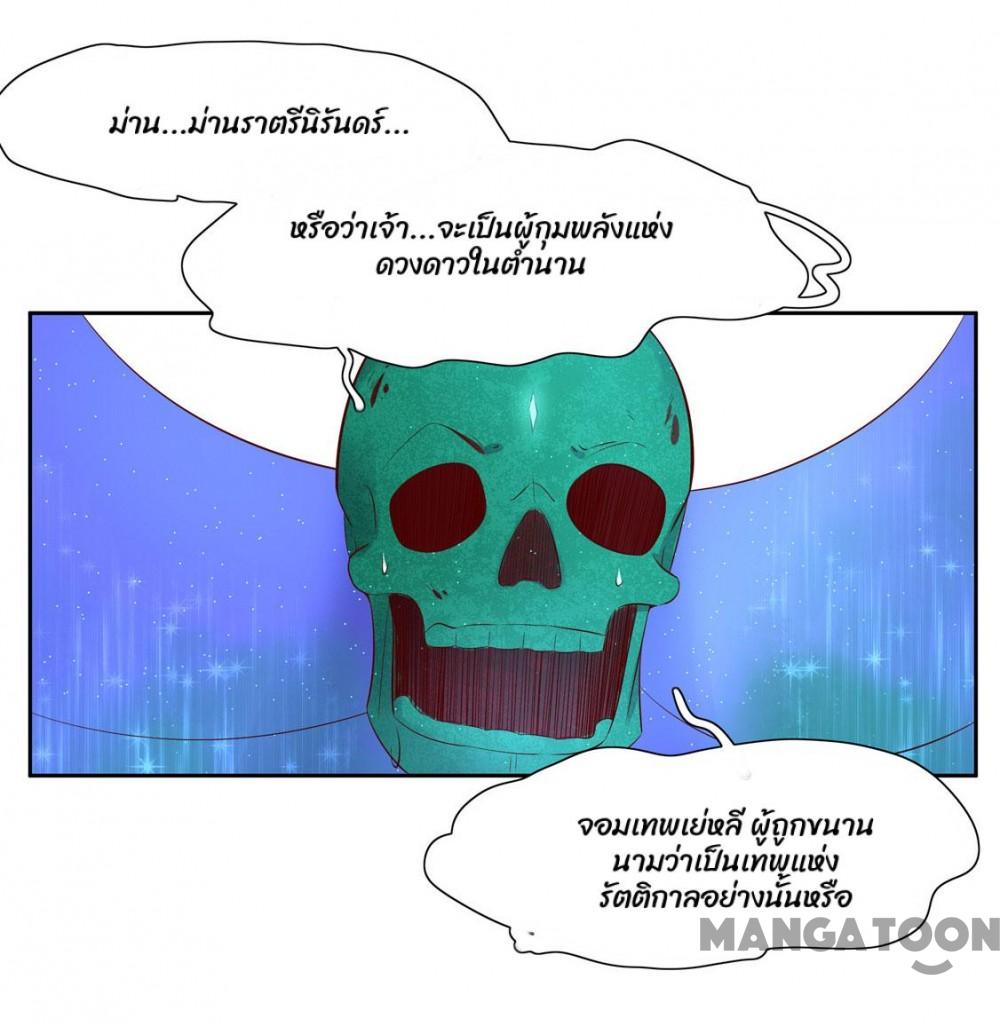 ม่าน...ม่านราตรีนิรันดร์...
หรือว่าเจ้า...จะเป็นผู้กุมพลังแห่ง
ดวงดาวในตำนาน
จอมเทพเย่หลี ผู้ถูกขนาน
นามว่าเป็นเทพแห่ง
รัตติกาลอย่างนั้นหรือ
MANGATOON